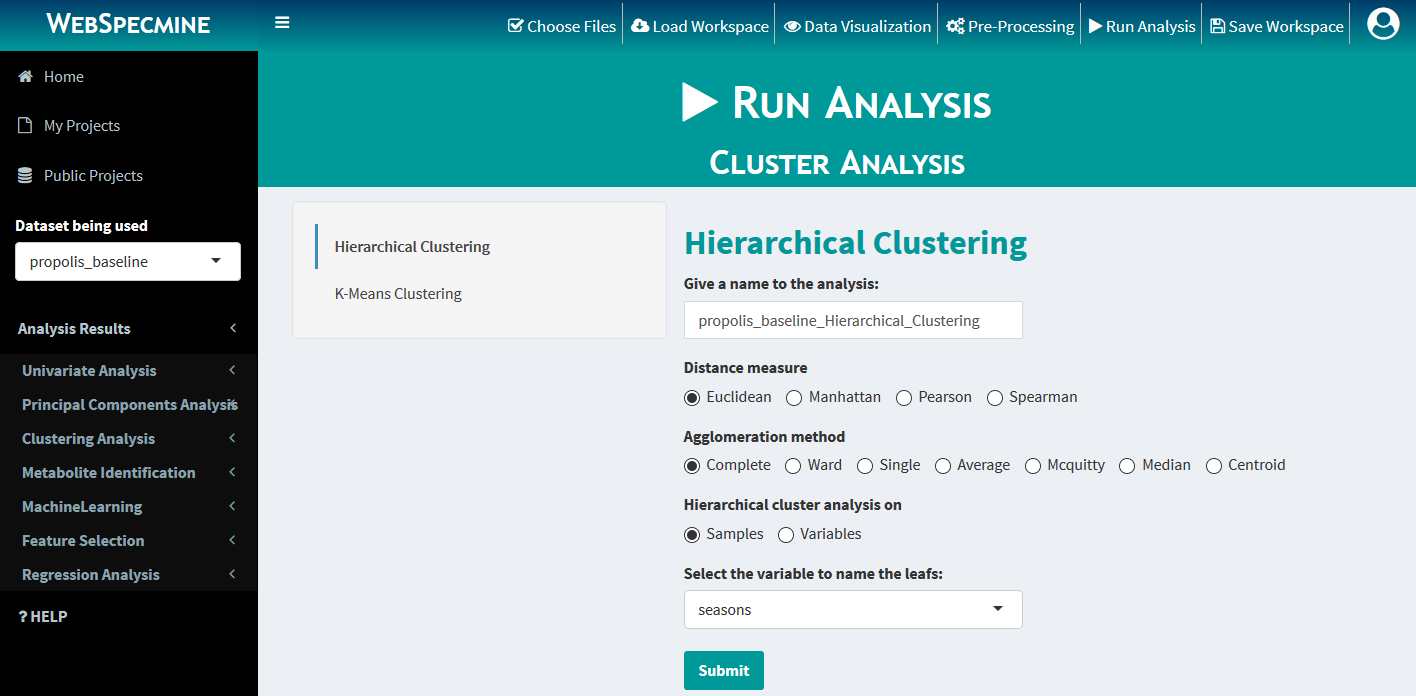 WebSpecmine
Choose Files
Load Workspace
Data Visualization
Pre-Processing
Run Analysis
Save Workspace
Home
My Projects
Public Projects
Dataset being used
propolis_baseline
Analysis Results
Univariate Analysis
Principal Components Analysis
Clustering Analysis
Metabolite Identification
MachineLearning
Feature Selection
Regression Analysis
? HELP
Run Analysis
Cluster Analysis
Hierarchical Clustering
K-Means Clustering
Hierarchical Clustering
Give a name to the analysis:
propolis_baseline_Hierarchical_Clustering
Distance measure
Euclidean Manhattan Pearson Spearman
Agglomeration method
Complete Ward Single Average Mcquitty Median Centroid
Hierarchical cluster analysis on
Samples Variables
Select the variable to name the leafs:
seasons
Submit